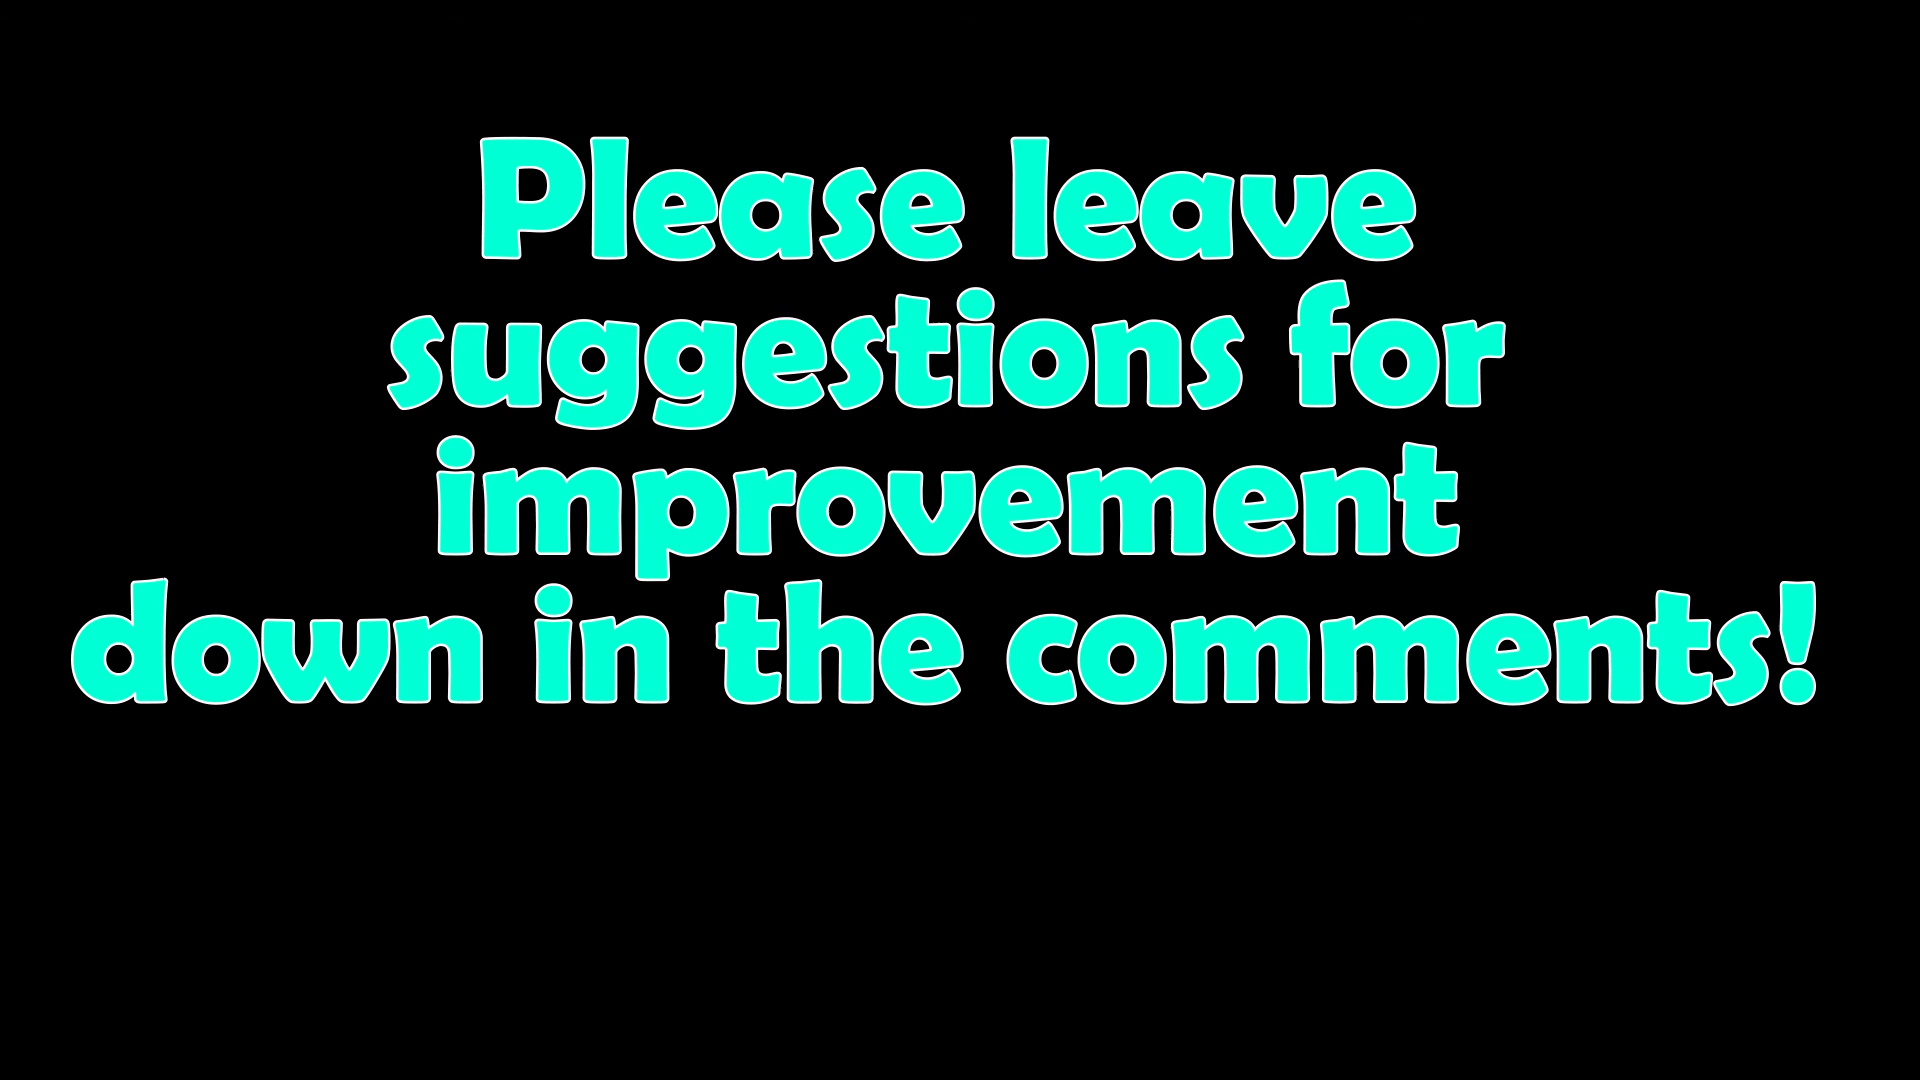 Please leave
suggestions for
improvement
down in the comments!